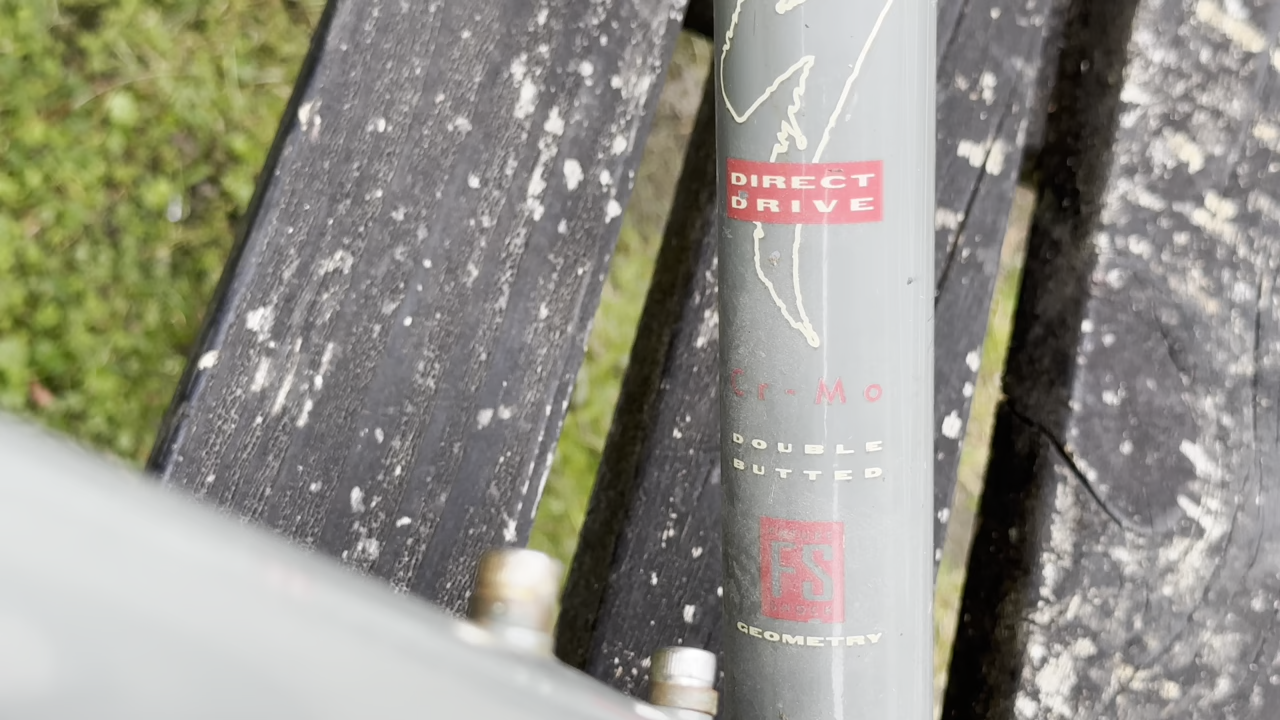 DIRECT
DRIVE
Cr-Mo
DOUBLE
BUTTED
FS
GEOMETRY